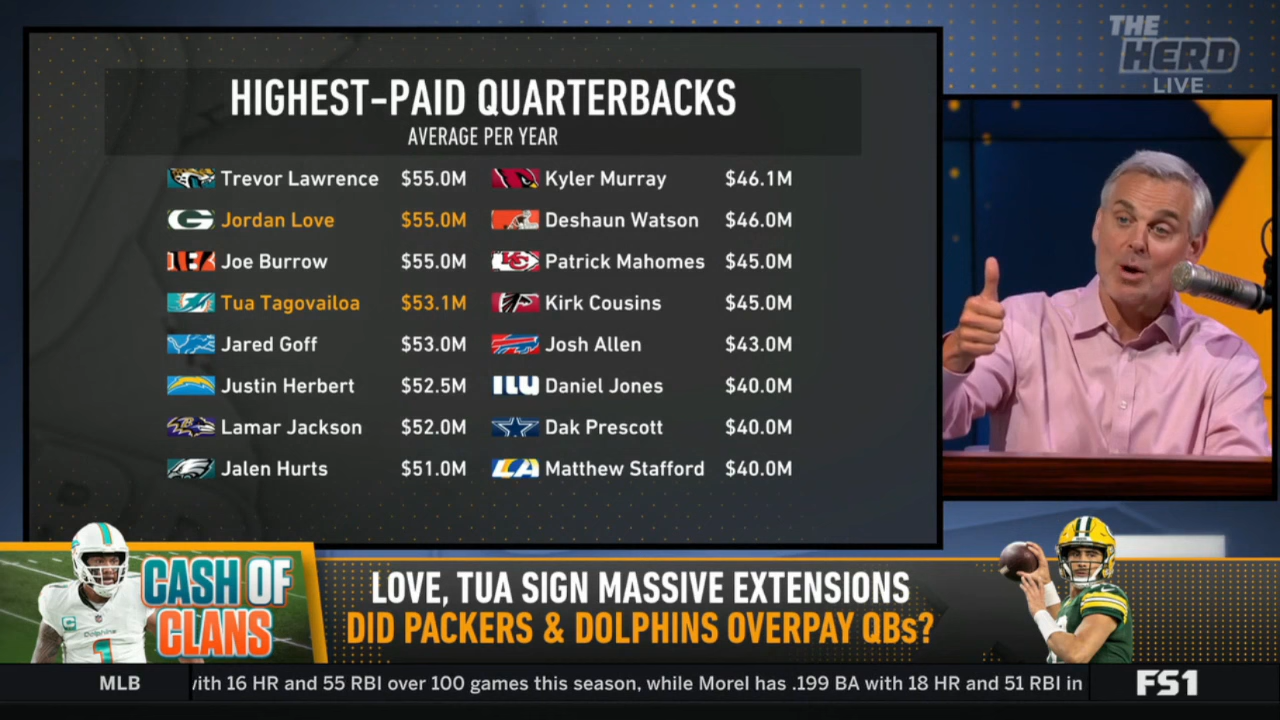 THE HERD
LIVE
HIGHEST-PAID QUARTERBACKS
AVERAGE PER YEAR
Trevor Lawrence $55.0M
Jordan Love $55.0M
Joe Burrow $55.0M
Tua Tagovailoa $53.1M
Jared Goff $53.0M
Justin Herbert $52.5M
Lamar Jackson $52.0M
Jalen Hurts $51.0M
Kyler Murray $46.1M
Deshaun Watson $46.0M
Patrick Mahomes $45.0M
Kirk Cousins $45.0M
Josh Allen $43.0M
Daniel Jones $40.0M
Dak Prescott $40.0M
Matthew Stafford $40.0M
CASH OF
CLANS
LOVE, TUA SIGN MASSIVE EXTENSIONS
DID PACKERS & DOLPHINS OVERPAY QBs?
MLB
with 16 HR and 55 RBI over 100 games this season, while Morel has .199 BA with 18 HR and 51 RBI in
FS1